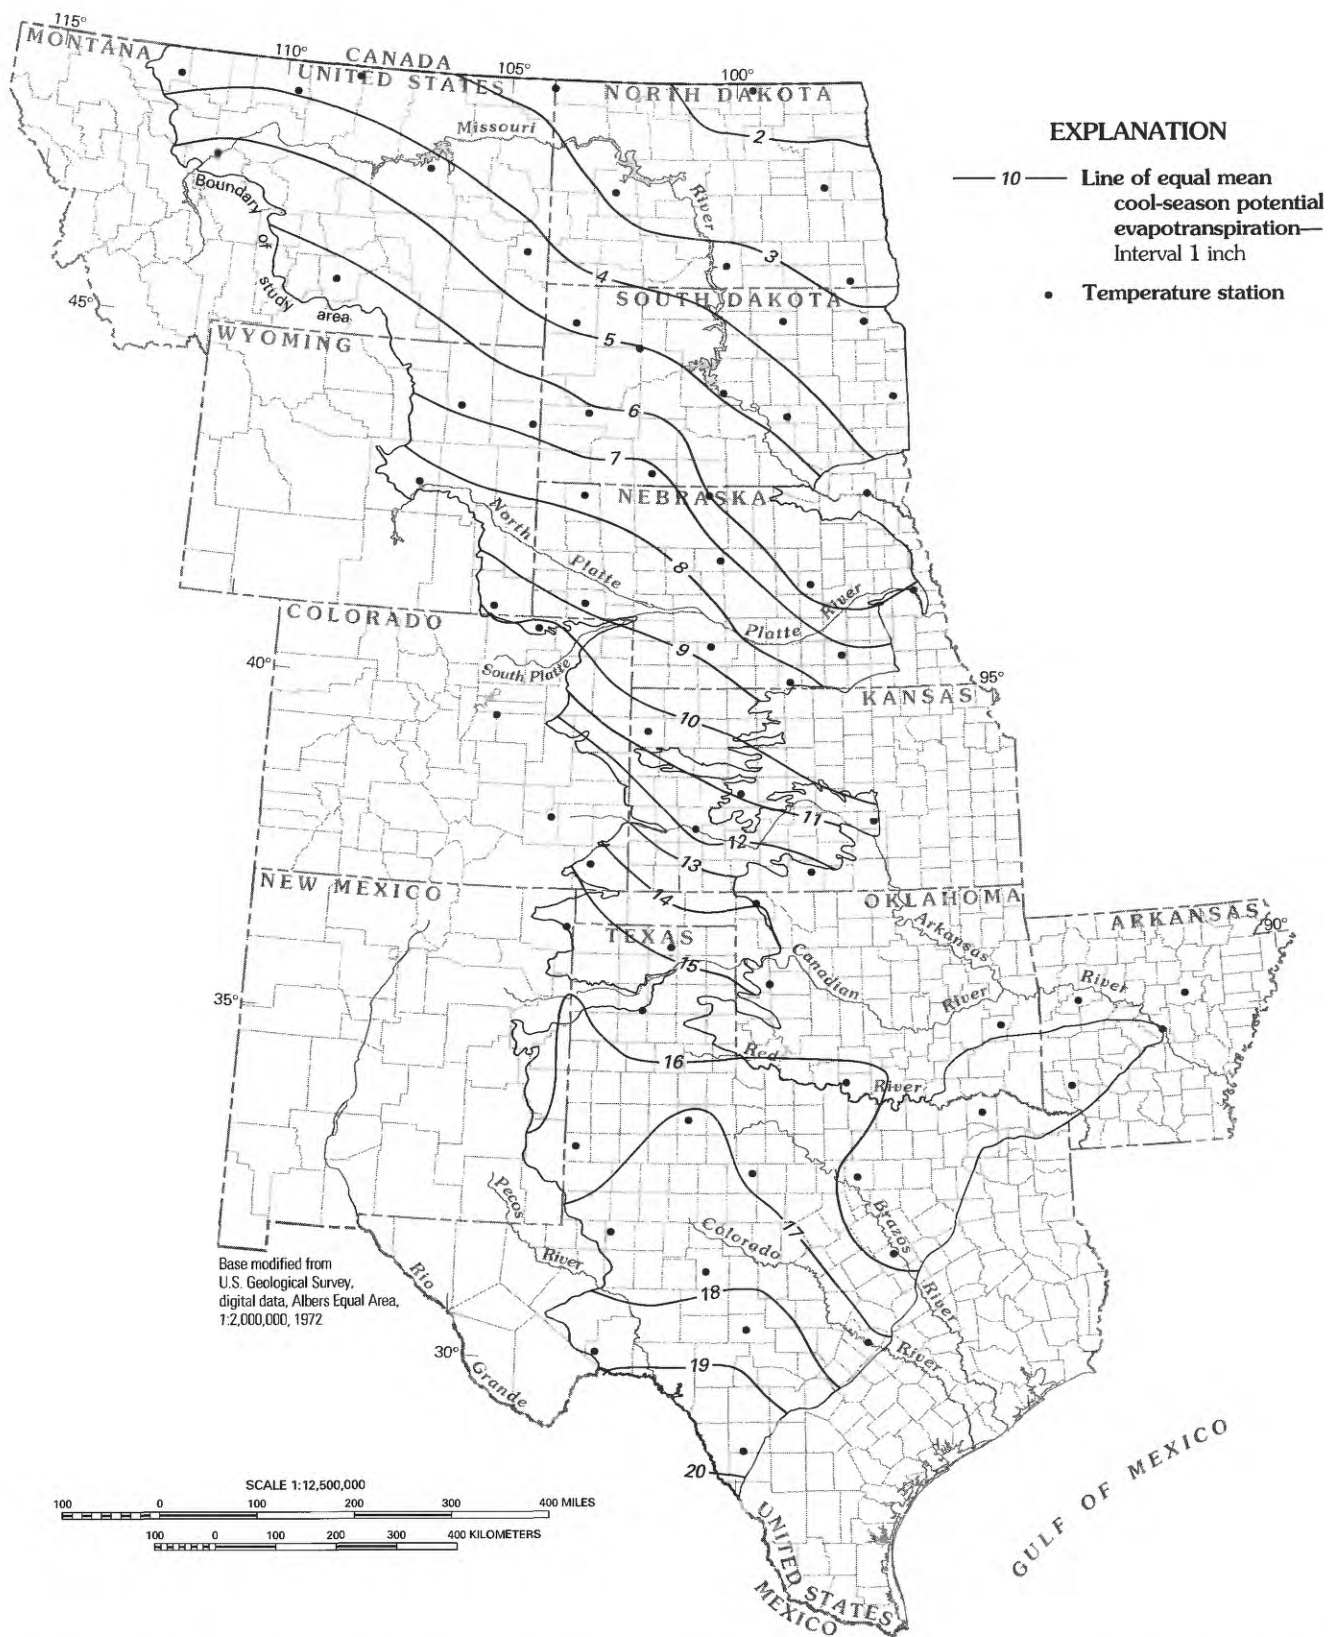 115°
MONTANA
110°
CANADA
UNITED STATES
105°
100°
NORTH DAKOTA
2
Missouri
River
Boundary
of
study
area
45°
3
4
SOUTH DAKOTA
WYOMING
5
6
7
NEBRASKA
North
Platte
8
COLORADO
River
Platte
9
South Platte
40°
95°
KANSAS
10
11
12
13
NEW MEXICO
14
OKLAHOMA
ARKANSAS
90°
TEXAS
15
Arkansas
River
Canadian
River
35°
16
Red
River
Pecos
River
Brazos
River
Colorado
River
17
18
19
20
Rio
Grande
30°
UNITED STATES
MEXICO
GULF OF MEXICO
EXPLANATION
10
Line of equal mean
cool-season potential
evapotranspiration—
Interval 1 inch
Temperature station
Base modified from
U.S. Geological Survey,
digital data, Albers Equal Area,
1:2,000,000, 1972
SCALE 1:12,500,000
100 0 100 200 300 400 MILES
100 0 100 200 300 400 KILOMETERS